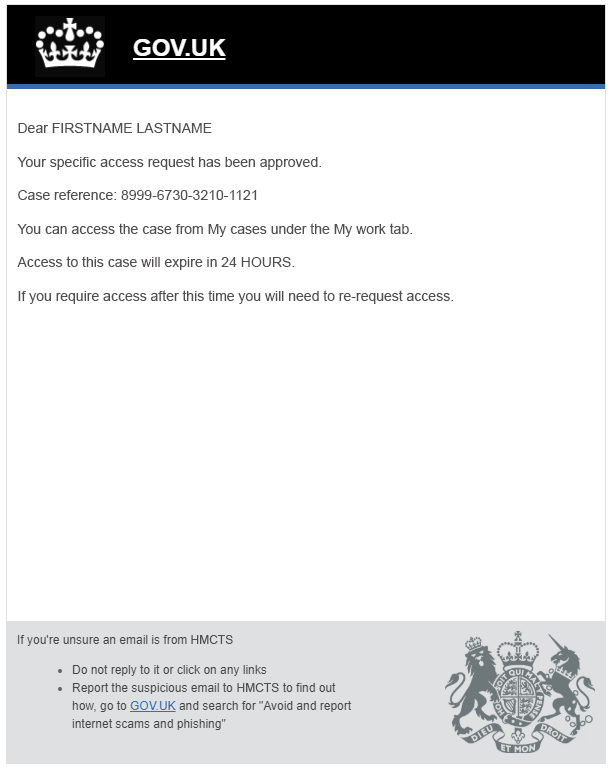 GOV.UK
Dear FIRSTNAME LASTNAME
Your specific access request has been approved.
Case reference: 8999-6730-3210-1121
You can access the case from My cases under the My work tab.
Access to this case will expire in 24 HOURS.
If you require access after this time you will need to re-request access.
If you're unsure an email is from HMCTS
• Do not reply to it or click on any links
• Report the suspicious email to HMCTS to find out
how, go to GOV.UK and search for "Avoid and report
internet scams and phishing"
DIEU ET MON DROIT